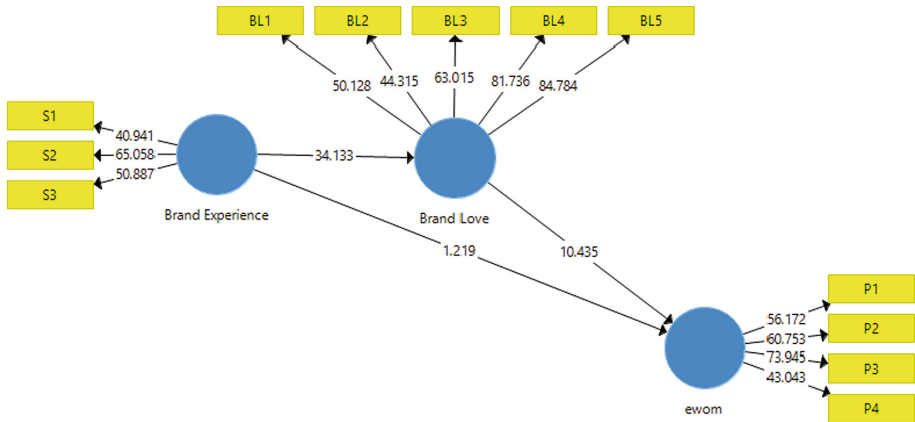 BL1
BL2
BL3
BL4
BL5
50.128
44.315
63.015
81.736
84.784
S1
S2
S3
40.941
65.058
50.887
34.133
Brand Experience
Brand Love
1.219
10.435
P1
P2
P3
P4
56.172
60.753
73.945
43.043
ewom